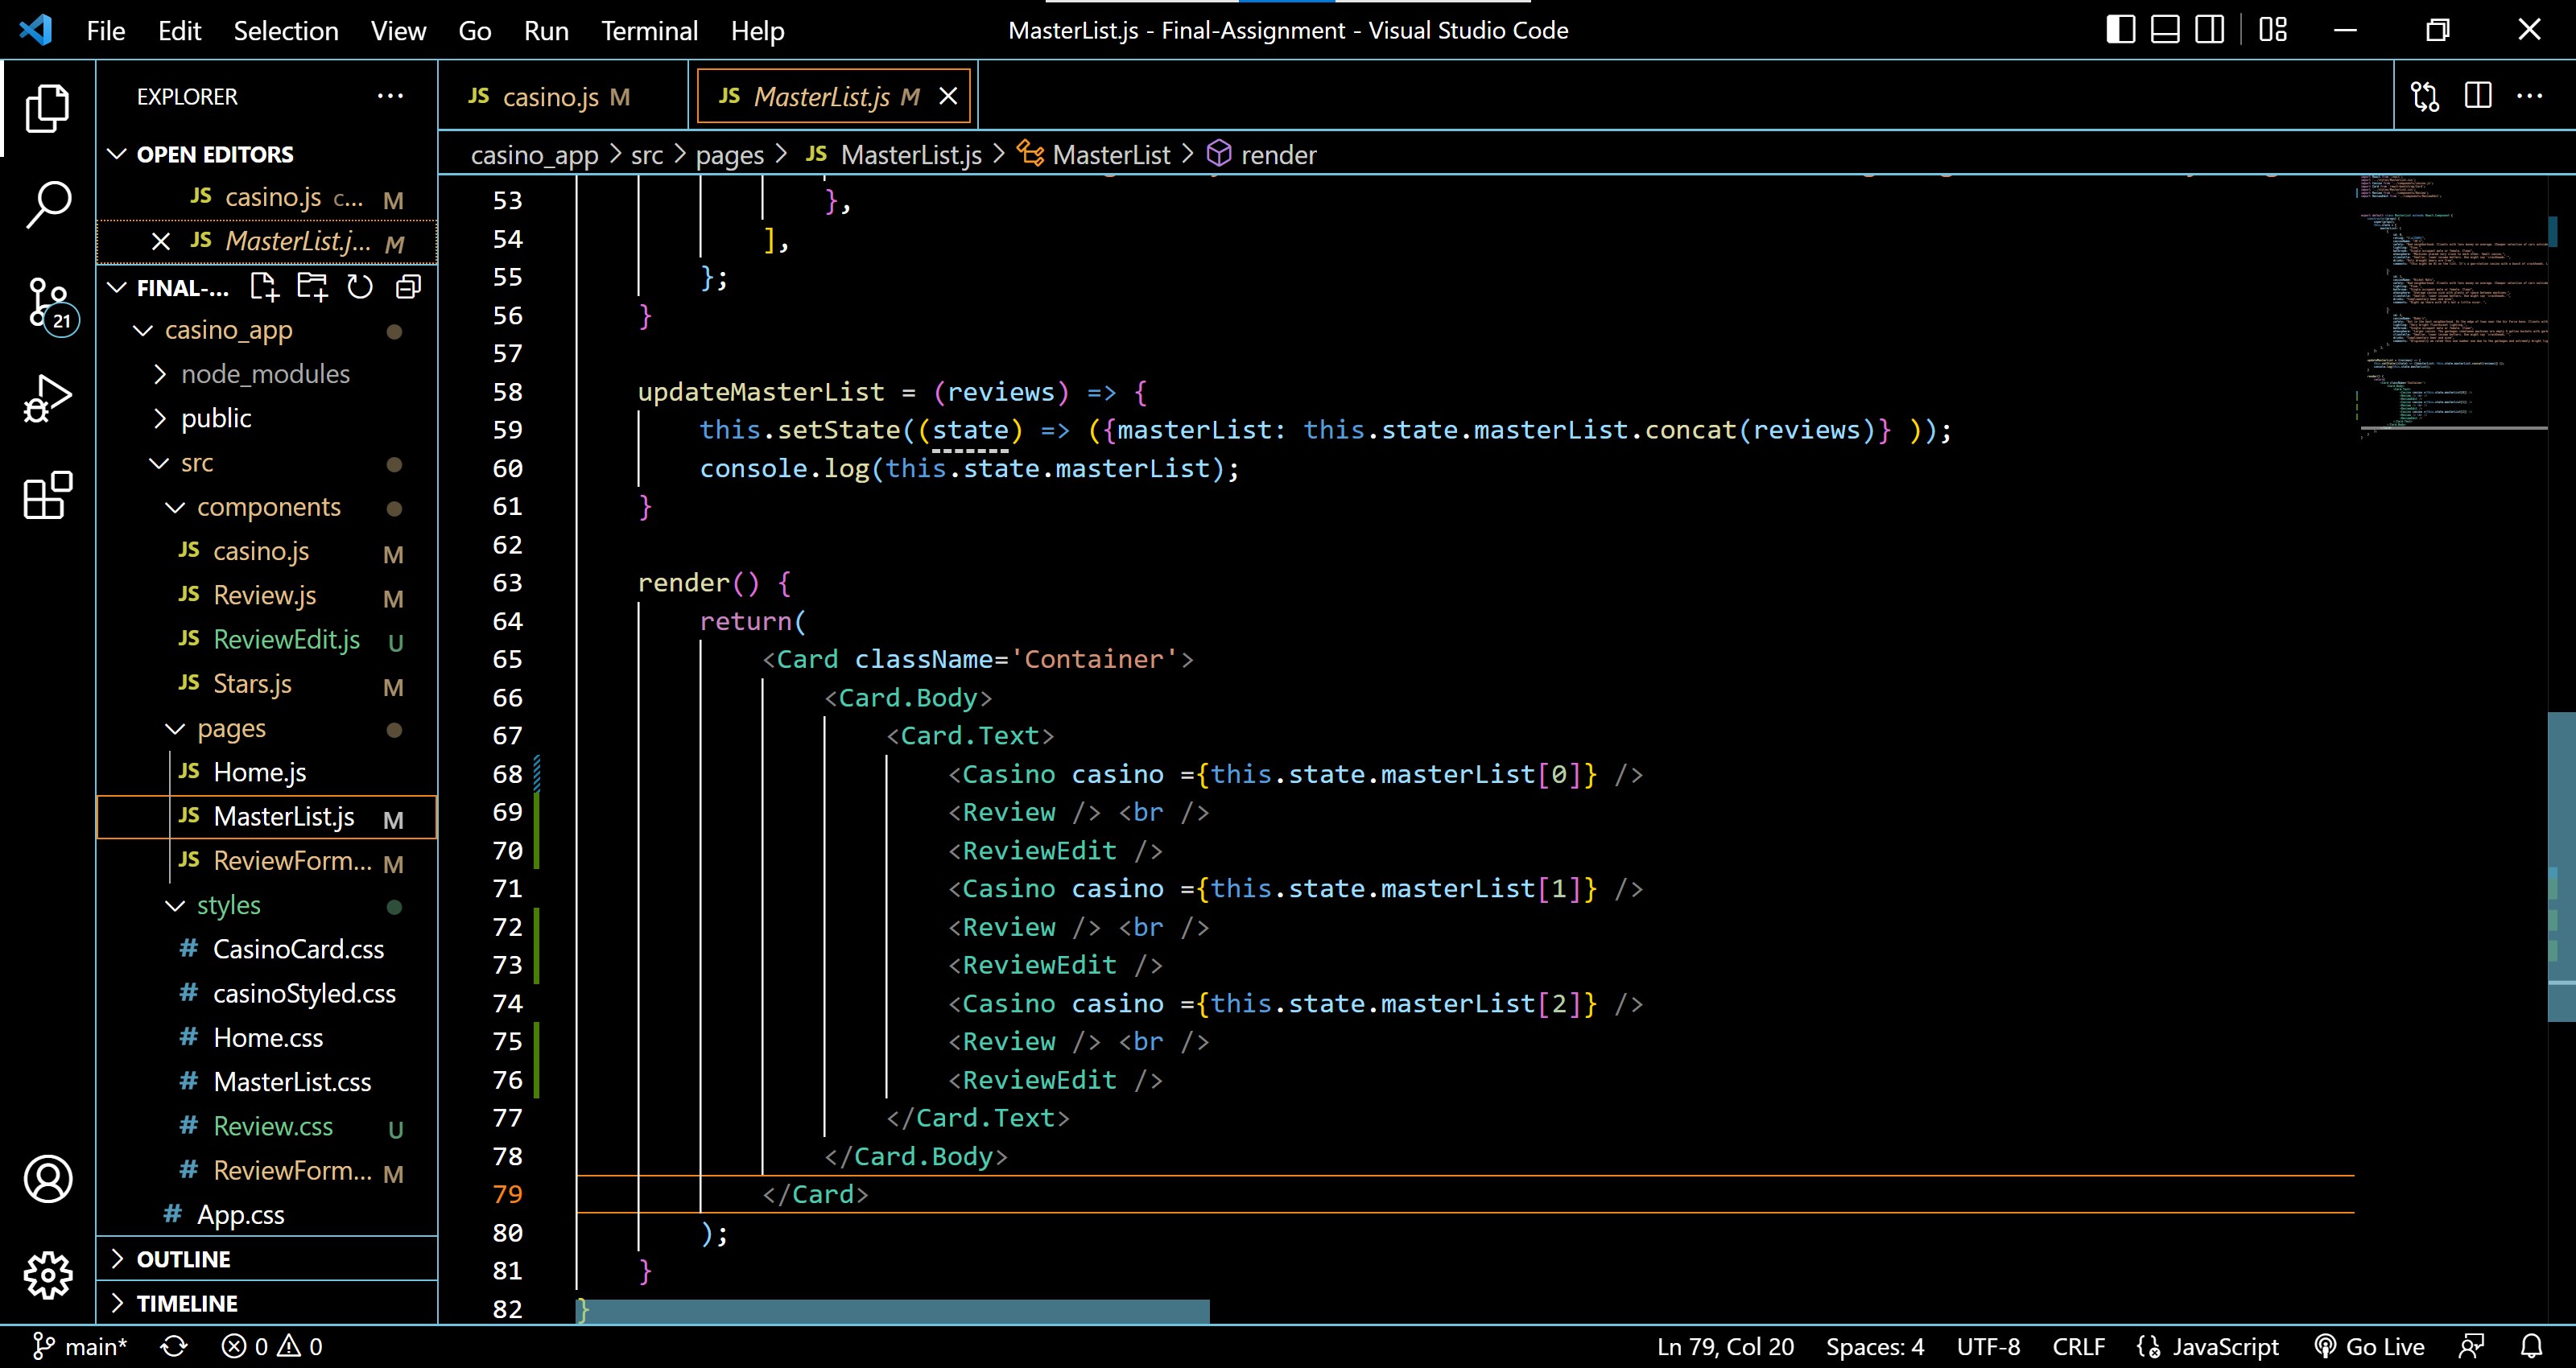 File Edit Selection View Go Run Terminal Help
MasterList.js - Final-Assignment - Visual Studio Code
EXPLORER
OPEN EDITORS
JS casino.js c... M
JS MasterList.j... M
FINAL-...
casino_app
node_modules
public
src
components
JS casino.js M
JS Review.js M
JS ReviewEdit.js U
JS Stars.js M
pages
JS Home.js
JS MasterList.js M
JS ReviewForm... M
styles
# CasinoCard.css
# casinoStyled.css
# Home.css
# MasterList.css
# Review.css U
# ReviewForm... M
# App.css
OUTLINE
TIMELINE
21
JS casino.js M
JS MasterList.js M
casino_app > src > pages > JS MasterList.js > MasterList > render
53 },
54 ],
55 };
56 }
57
58 updateMasterList = (reviews) => {
59 this.setState((state) => ({masterList: this.state.masterList.concat(reviews)} ));
60 console.log(this.state.masterList);
61 }
62
63 render() {
64 return(
65 <Card className='Container'>
66 <Card.Body>
67 <Card.Text>
68 <Casino casino ={this.state.masterList[0]} />
69 <Review /> <br />
70 <ReviewEdit />
71 <Casino casino ={this.state.masterList[1]} />
72 <Review /> <br />
73 <ReviewEdit />
74 <Casino casino ={this.state.masterList[2]} />
75 <Review /> <br />
76 <ReviewEdit />
77 </Card.Text>
78 </Card.Body>
79 </Card>
80 );
81 }
82 }
main* 0 0
Ln 79, Col 20 Spaces: 4 UTF-8 CRLF JavaScript Go Live